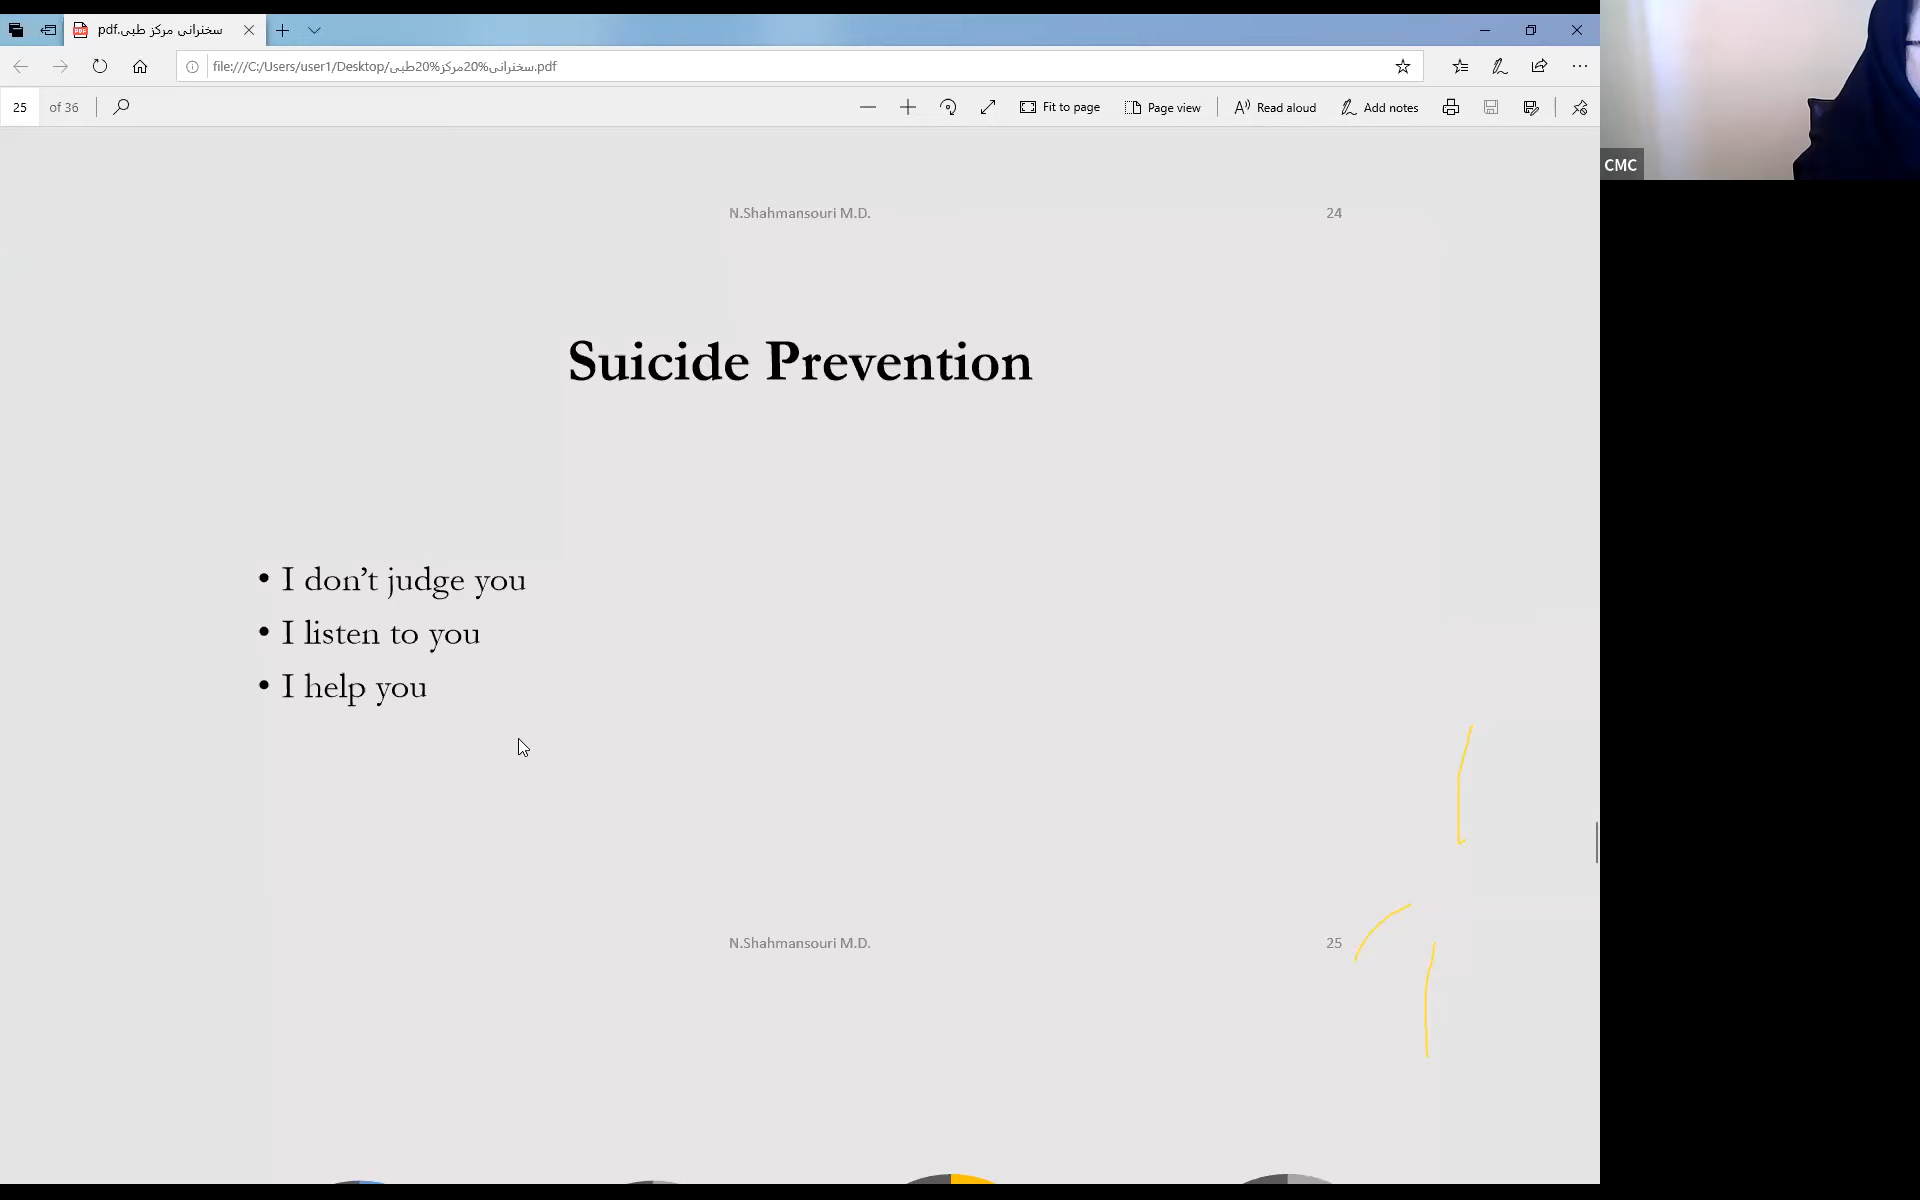 سخنرانی مرکز طبی.pdf
file:///C:/Users/user1/Desktop/سخنرانی%20مرکز%20طبی.pdf
25 of 36
Fit to page
Page view
Read aloud
Add notes
CMC
N.Shahmansouri M.D.
24
Suicide Prevention
• I don’t judge you
• I listen to you
• I help you
N.Shahmansouri M.D.
25